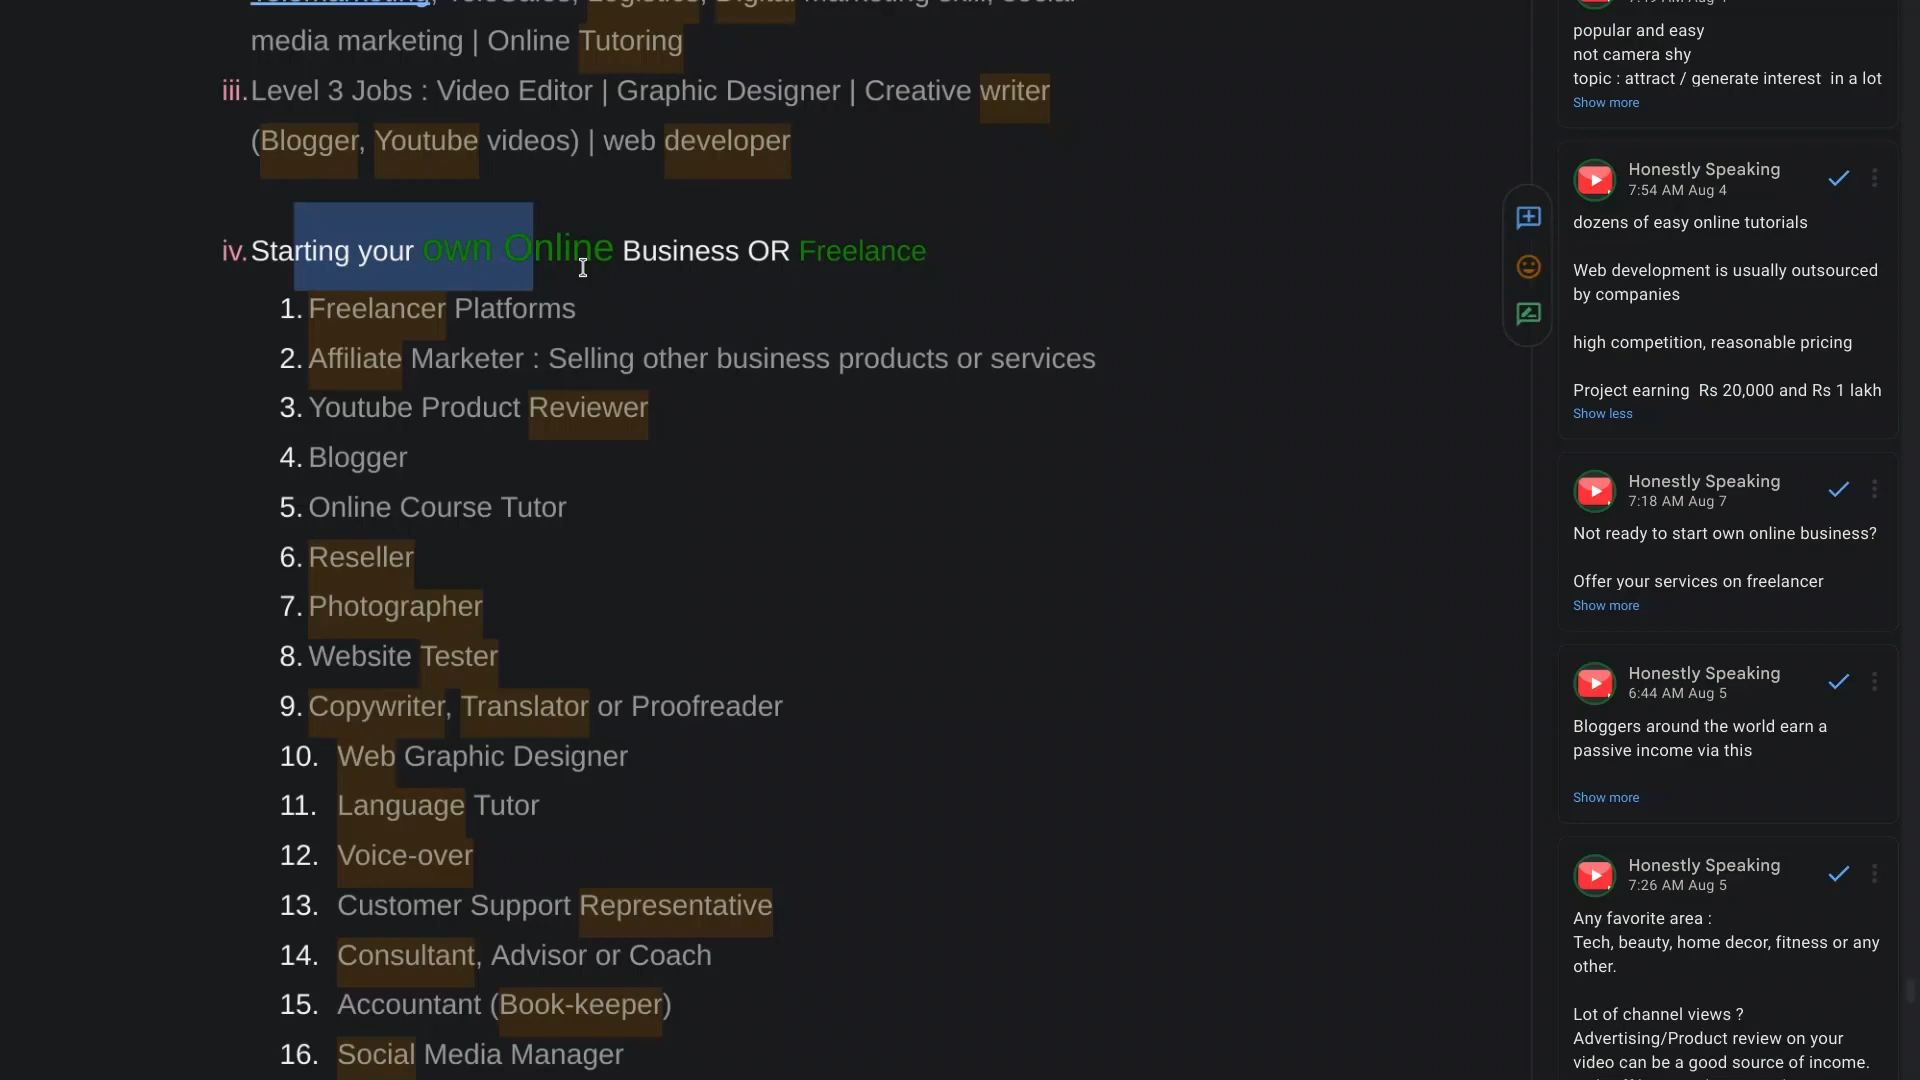 Telemarketing, TeleSales, Logistics, Digital Marketing skill, Social
media marketing | Online Tutoring
iii. Level 3 Jobs : Video Editor | Graphic Designer | Creative writer
(Blogger, Youtube videos) | web developer
iv. Starting your own Online Business OR Freelance
1. Freelancer Platforms
2. Affiliate Marketer : Selling other business products or services
3. Youtube Product Reviewer
4. Blogger
5. Online Course Tutor
6. Reseller
7. Photographer
8. Website Tester
9. Copywriter, Translator or Proofreader
10. Web Graphic Designer
11. Language Tutor
12. Voice-over
13. Customer Support Representative
14. Consultant, Advisor or Coach
15. Accountant (Book-keeper)
16. Social Media Manager
popular and easy
not camera shy
topic : attract / generate interest in a lot
Show more
Honestly Speaking
7:54 AM Aug 4
dozens of easy online tutorials
Web development is usually outsourced
by companies
high competition, reasonable pricing
Project earning Rs 20,000 and Rs 1 lakh
Show less
Honestly Speaking
7:18 AM Aug 7
Not ready to start own online business?
Offer your services on freelancer
Show more
Honestly Speaking
6:44 AM Aug 5
Bloggers around the world earn a
passive income via this
Show more
Honestly Speaking
7:26 AM Aug 5
Any favorite area :
Tech, beauty, home decor, fitness or any
other.
Lot of channel views ?
Advertising/Product review on your
video can be a good source of income.